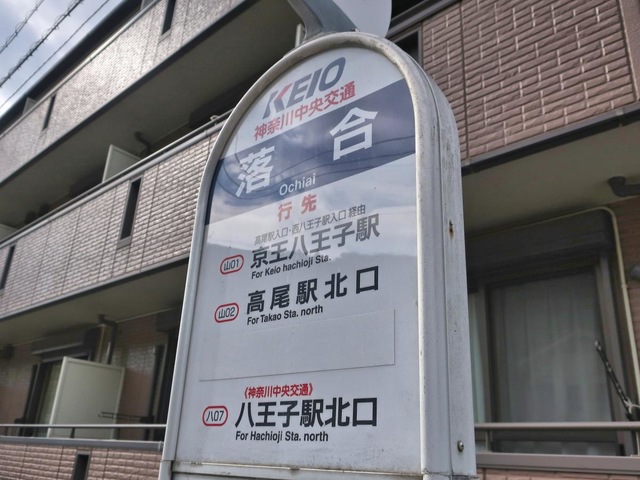 KEIO
神奈川中央交通
落合
Ochiai
行先
高尾駅入口・西八王子駅入口 経由
山01 京王八王子駅
For Keio hachioji Sta.
山02 高尾駅北口
For Takao Sta. north
(神奈川中央交通)
八07 八王子駅北口
For Hachioji Sta. north